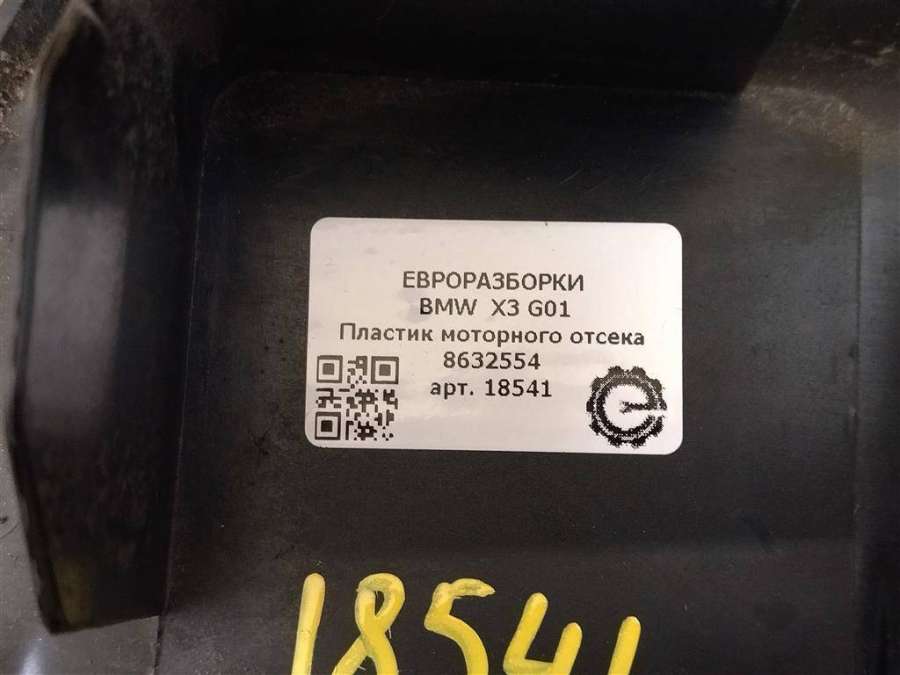 ЕВРОРАЗБОРКИ
BMW X3 G01
Пластик моторного отсека
8632554
арт. 18541
18541